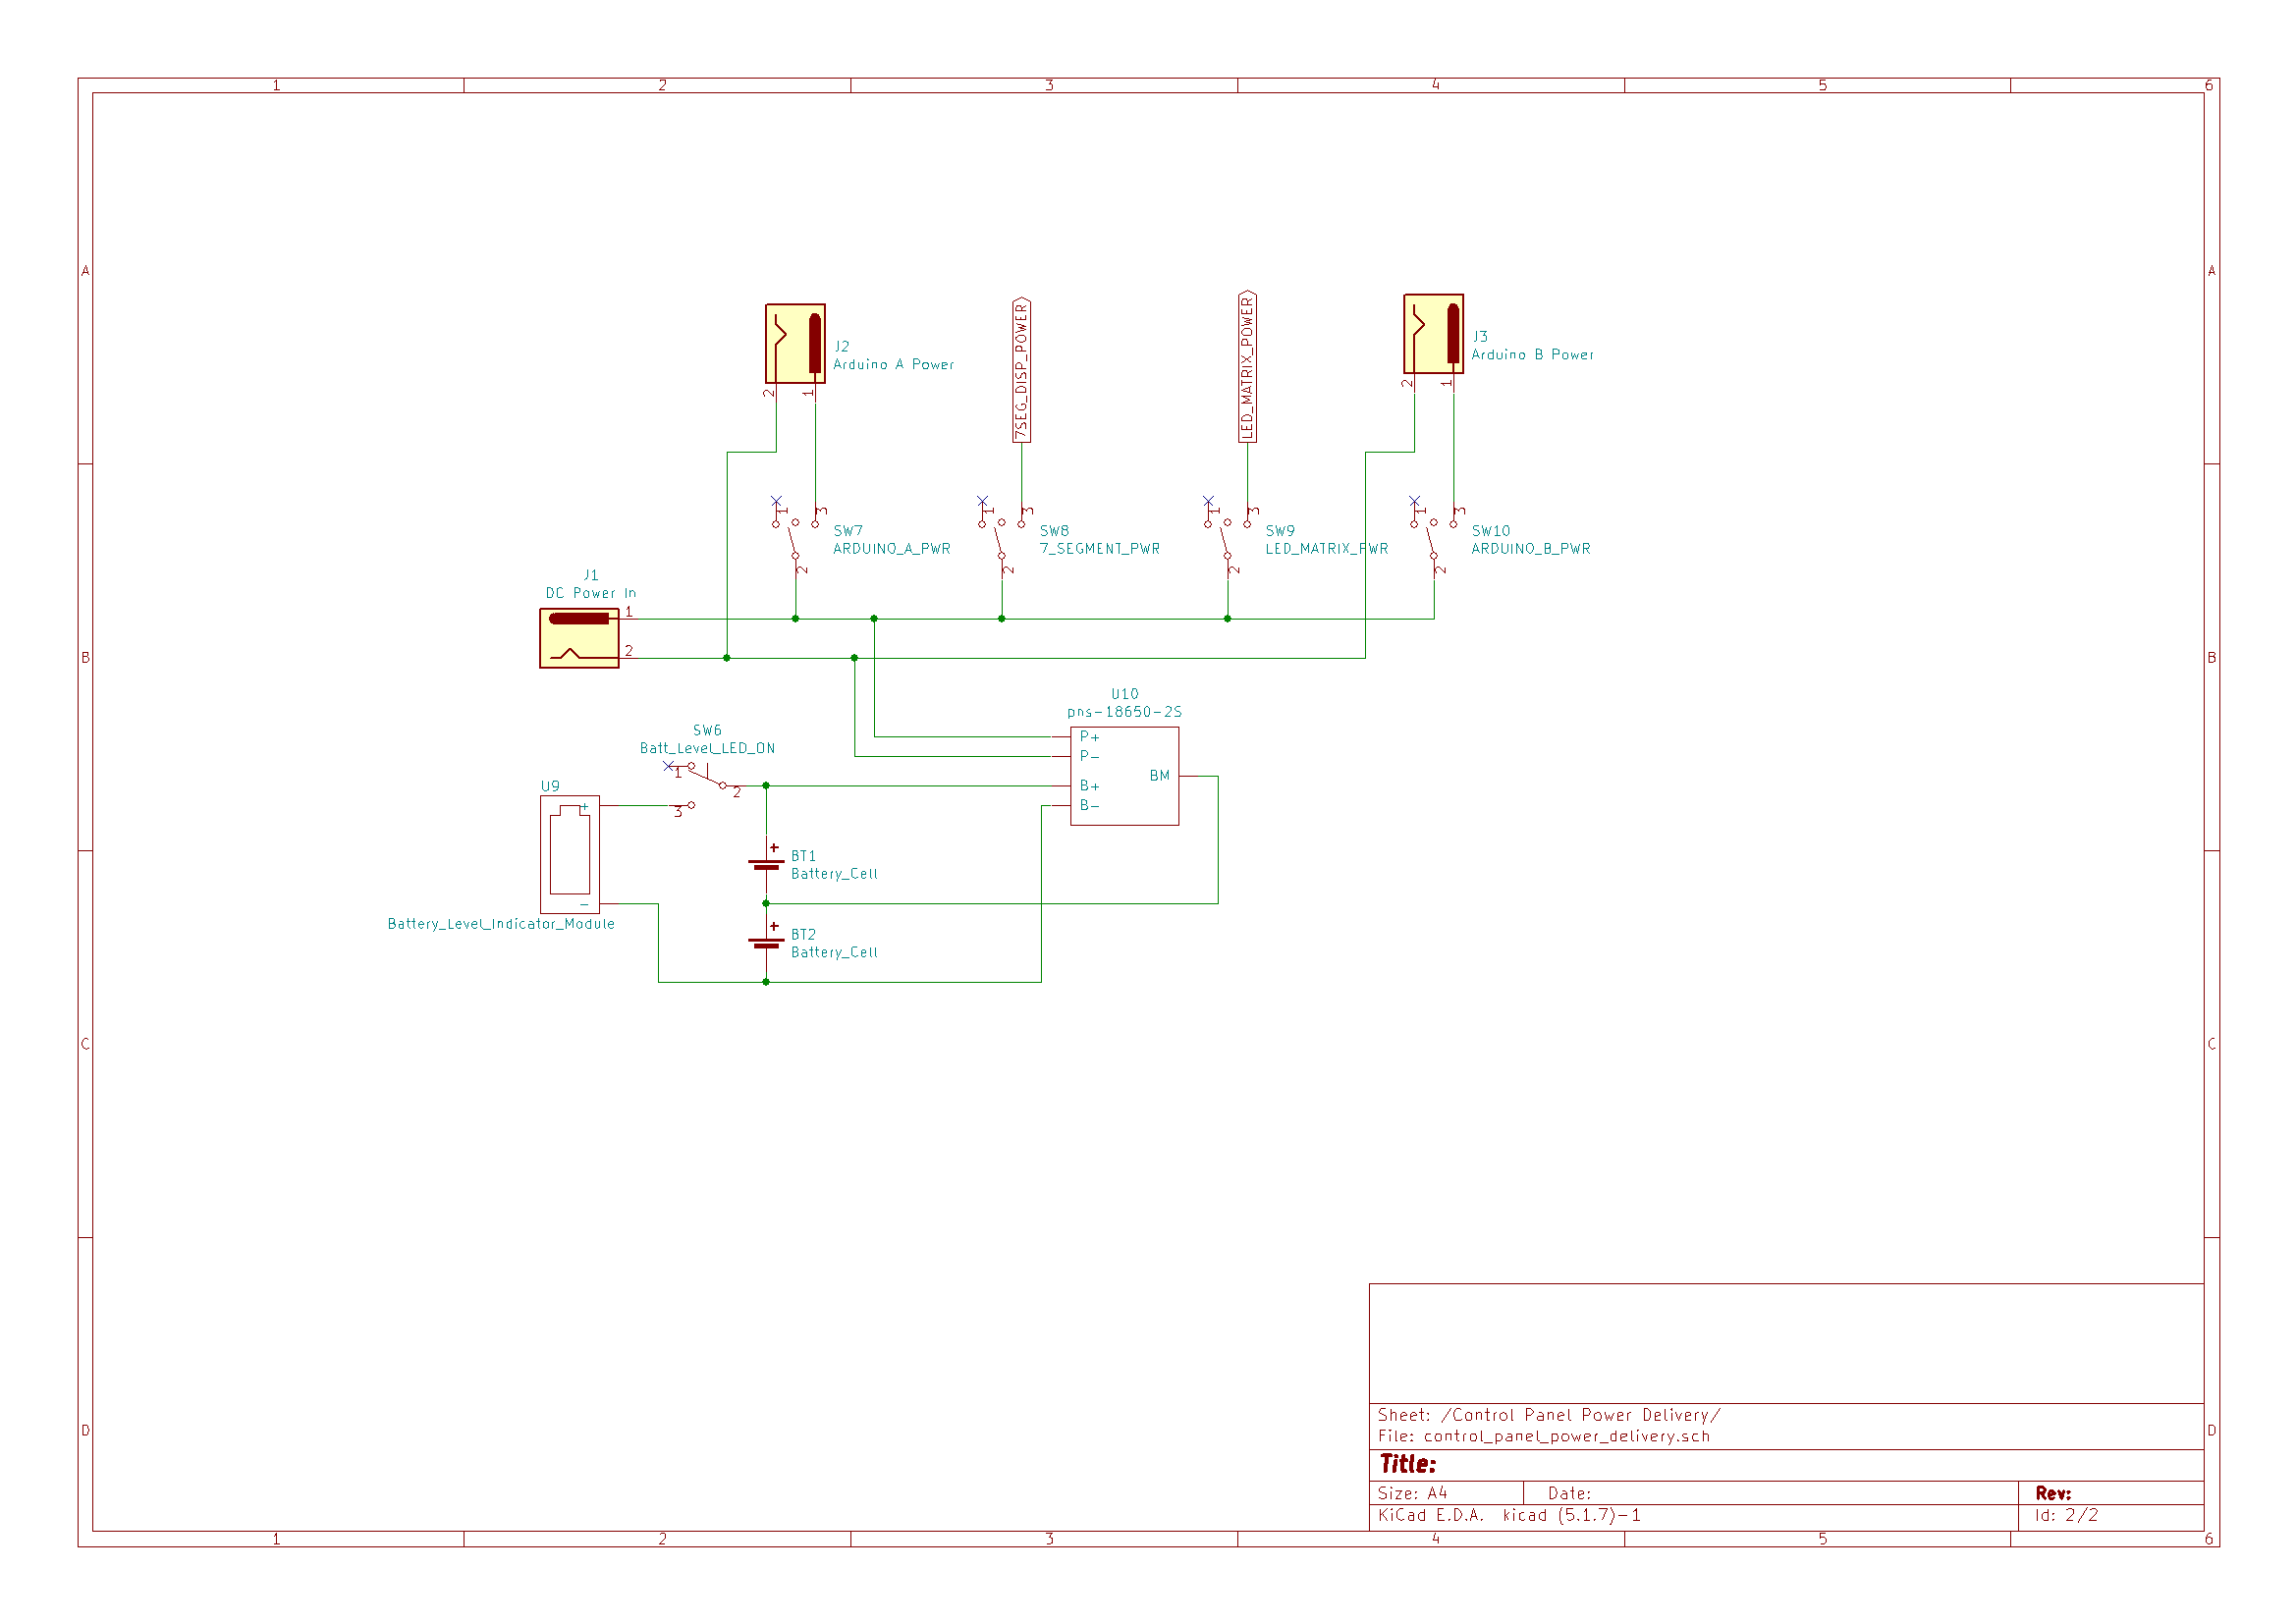 1 2 3 4 5 6
A A
J2
Arduino A Power
2 1
7SEG_DISP_POWER
LED_MATRIX_POWER
J3
Arduino B Power
2 1
1 3
SW7
ARDUINO_A_PWR
2
1 3
SW8
7_SEGMENT_PWR
2
1 3
SW9
LED_MATRIX_PWR
2
1 3
SW10
ARDUINO_B_PWR
2
J1
DC Power In
1
2
B B
U10
pns-18650-2S
P+
P-
B+
B-
BM
SW6
Batt_Level_LED_ON
1
2
3
U9
+
-
Battery_Level_Indicator_Module
+
BT1
Battery_Cell
+
BT2
Battery_Cell
C C
D D
Sheet: /Control Panel Power Delivery/
File: control_panel_power_delivery.sch
Title:
Size: A4 Date: Rev:
KiCad E.D.A. kicad (5.1.7)-1 Id: 2/2
1 2 3 4 5 6